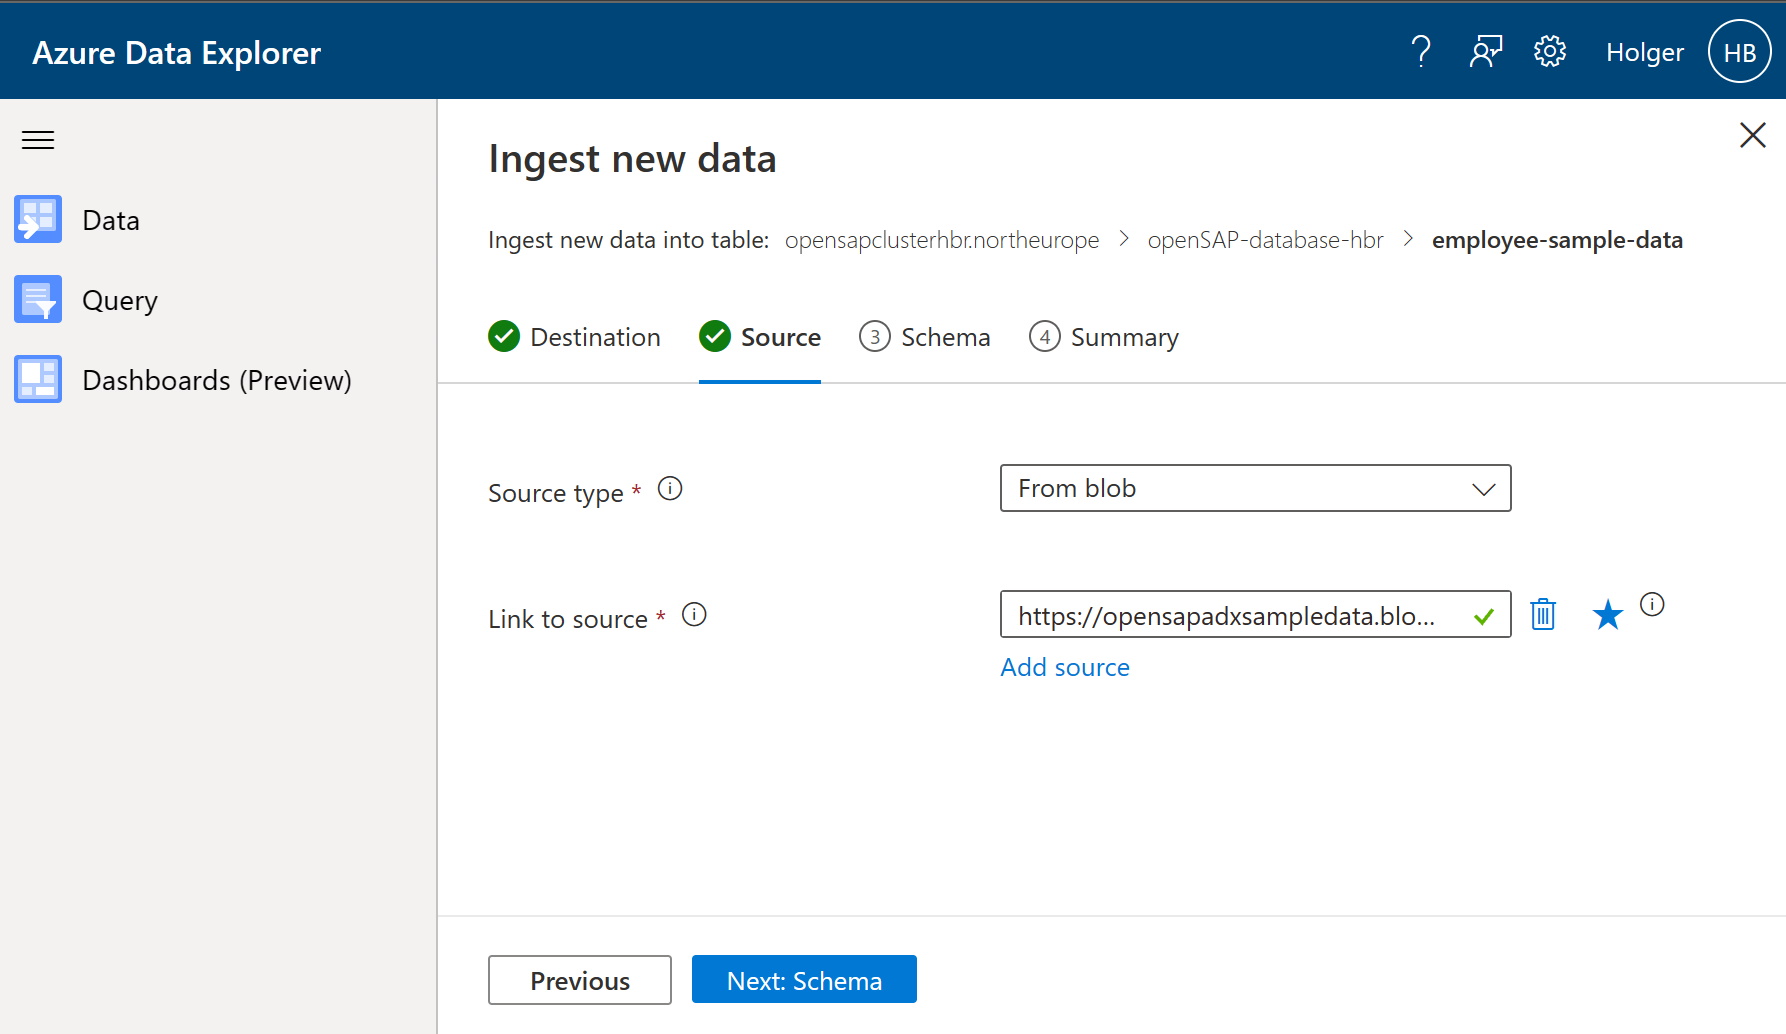 Azure Data Explorer
Holger HB
Data
Query
Dashboards (Preview)
Ingest new data
Ingest new data into table: opensapclusterhbr.northeurope > openSAP-database-hbr > employee-sample-data
Destination Source 3 Schema 4 Summary
Source type * From blob
Link to source * https://opensapadxsampledata.blo...
Add source
Previous Next: Schema